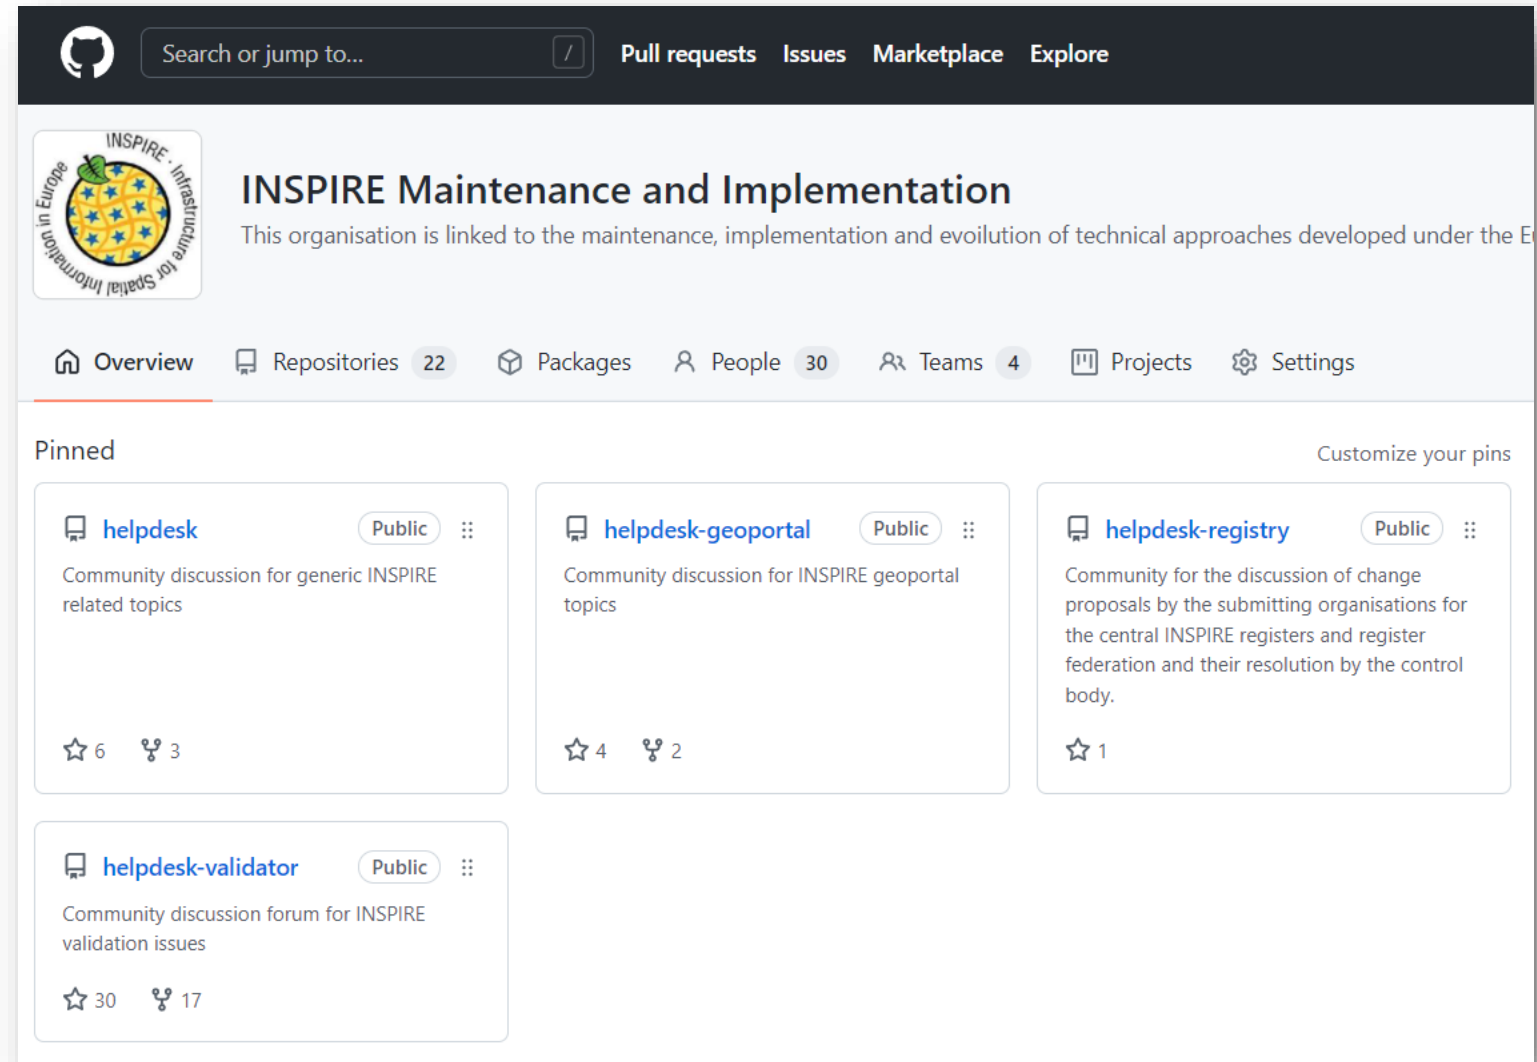 Search or jump to... /
Pull requests Issues Marketplace Explore
INSPIRE · Infrastructure for Spatial Information in Europe
INSPIRE Maintenance and Implementation
This organisation is linked to the maintenance, implementation and evoilution of technical approaches developed under the
Overview Repositories 22 Packages People 30 Teams 4 Projects Settings
Pinned
Customize your pins
helpdesk Public
Community discussion for generic INSPIRE
related topics
6 3
helpdesk-geoportal Public
Community discussion for INSPIRE geoportal
topics
4 2
helpdesk-registry Public
Community for the discussion of change
proposals by the submitting organisations for
the central INSPIRE registers and register
federation and their resolution by the control
body.
1
helpdesk-validator Public
Community discussion forum for INSPIRE
validation issues
30 17